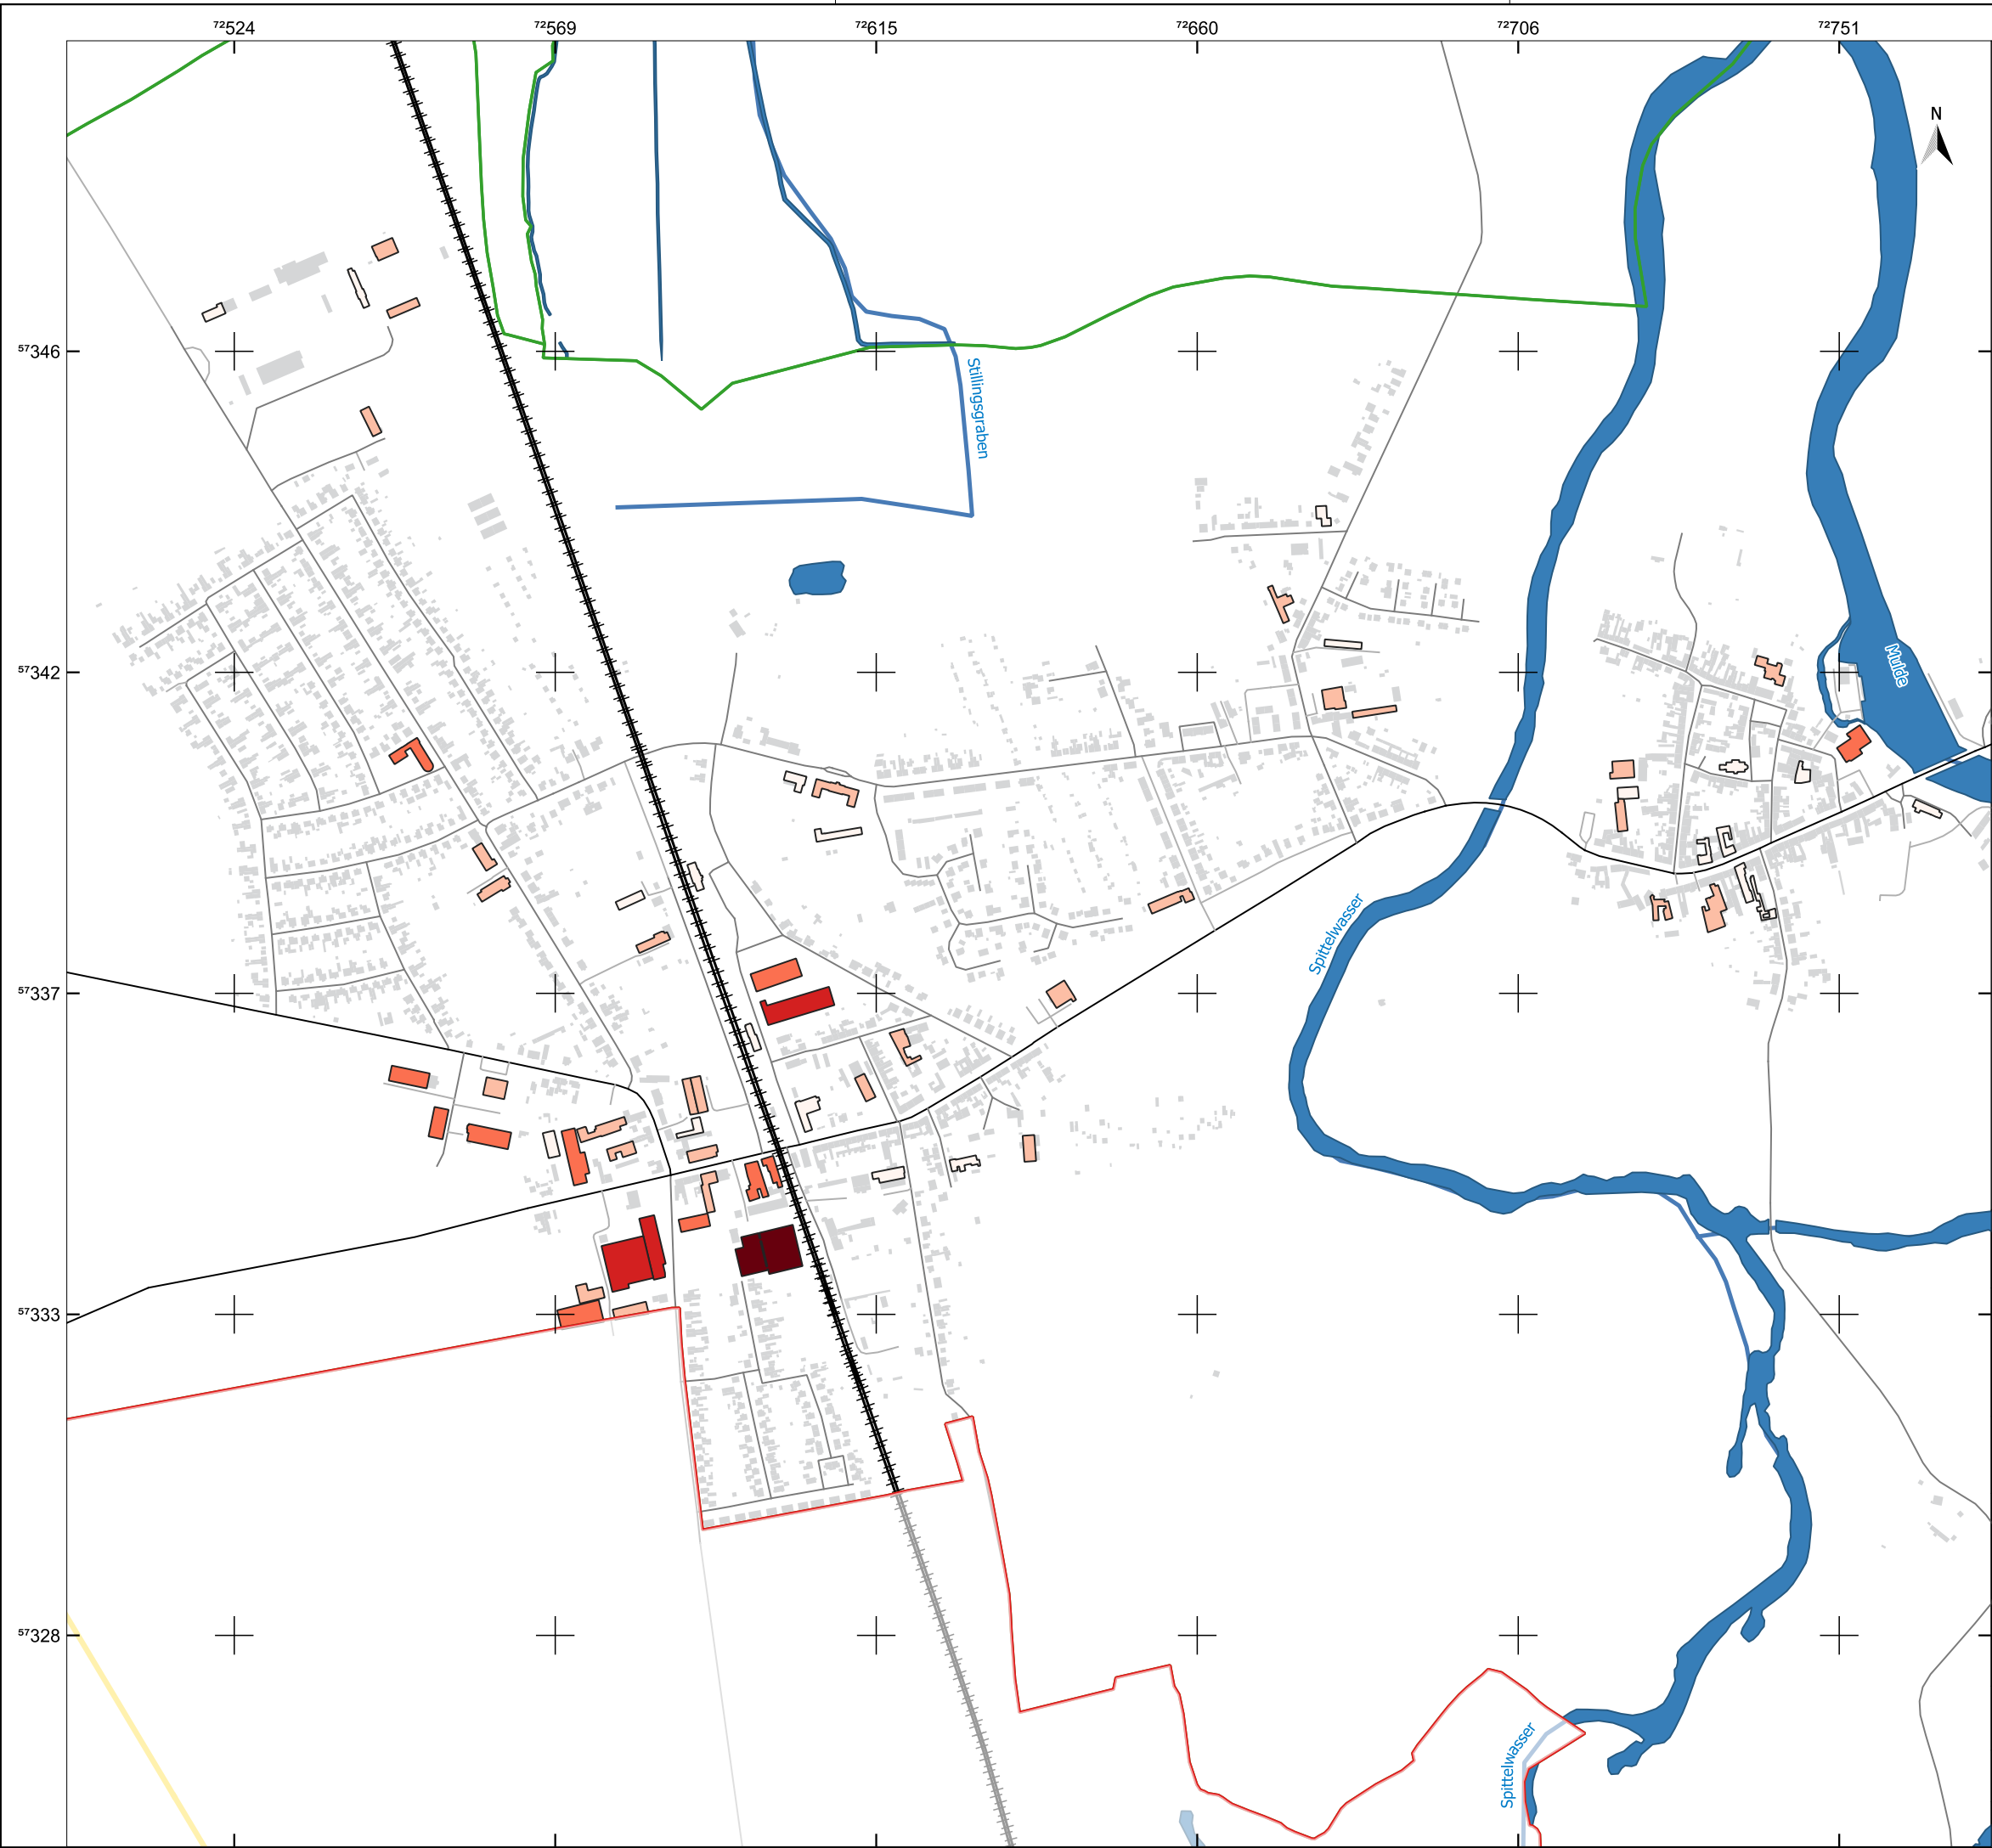 ⁷²524 ⁷²569 ⁷²615 ⁷²660 ⁷²706 ⁷²751
N
⁵⁷346
Stillingsgraben
⁵⁷342
Mulde
Spittelwasser
⁵⁷337
⁵⁷333
⁵⁷328
Spittelwasser